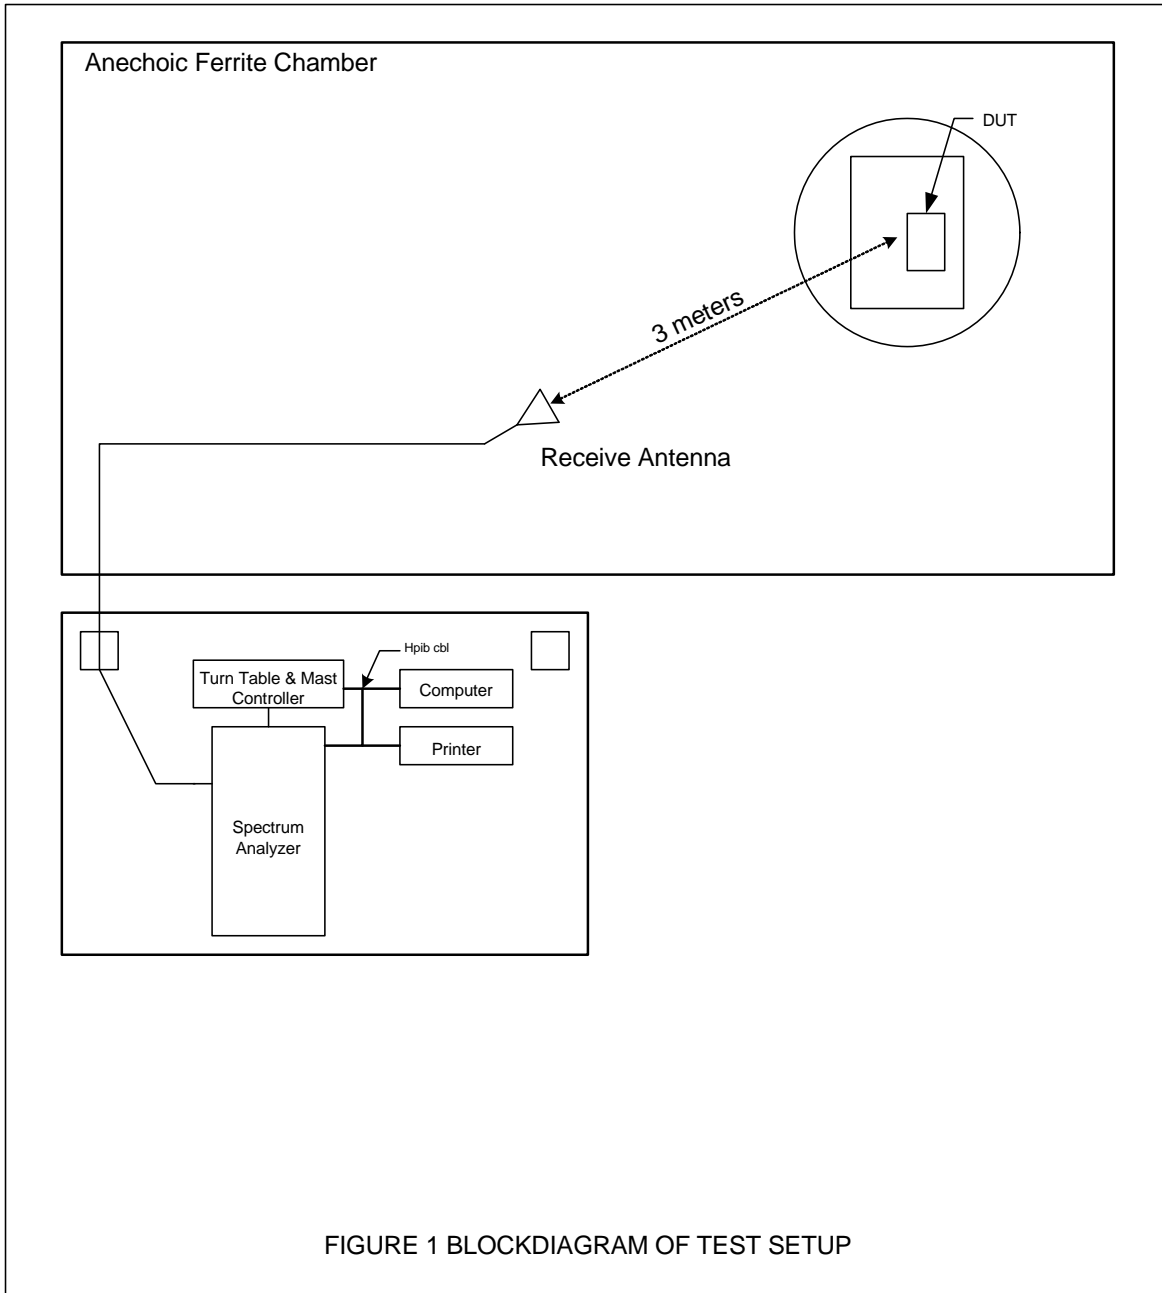 Anechoic Ferrite Chamber
DUT
3 meters
Receive Antenna
Hpib cbl
Turn Table & Mast
Controller
Computer
Printer
Spectrum
Analyzer
FIGURE 1 BLOCKDIAGRAM OF TEST SETUP